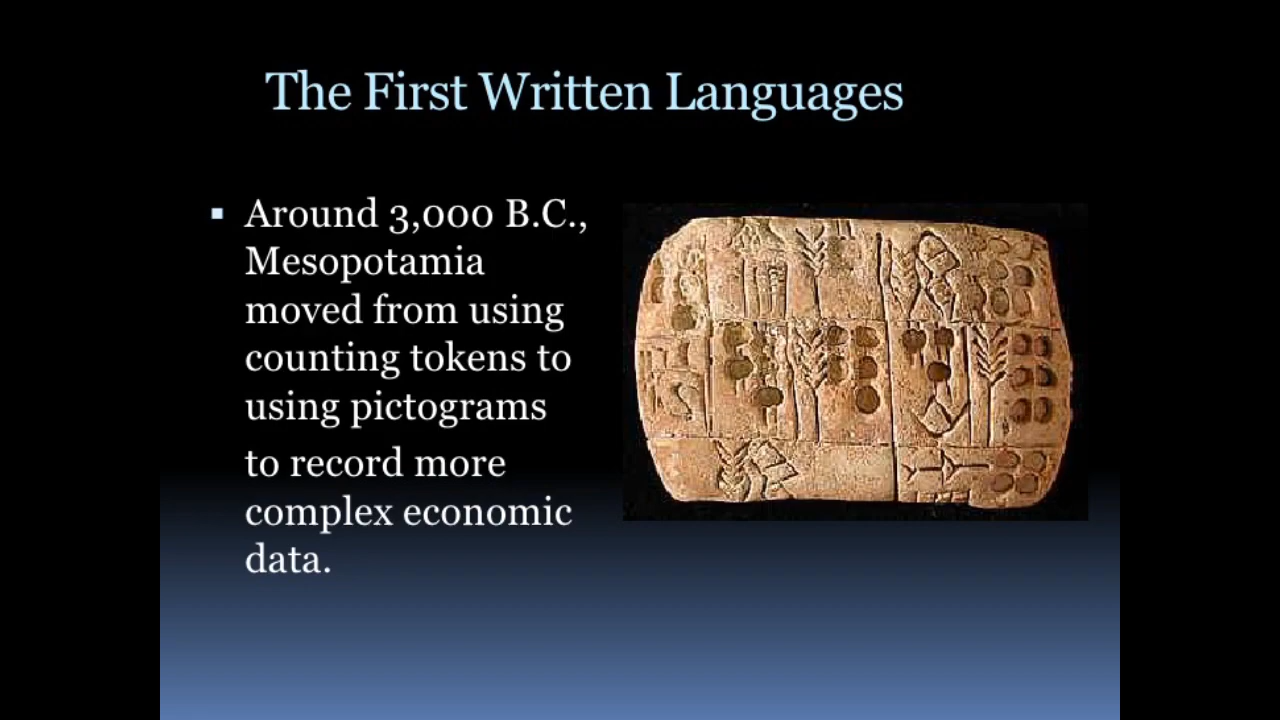 The First Written Languages
▪ Around 3,000 B.C.,
Mesopotamia
moved from using
counting tokens to
using pictograms
to record more
complex economic
data.